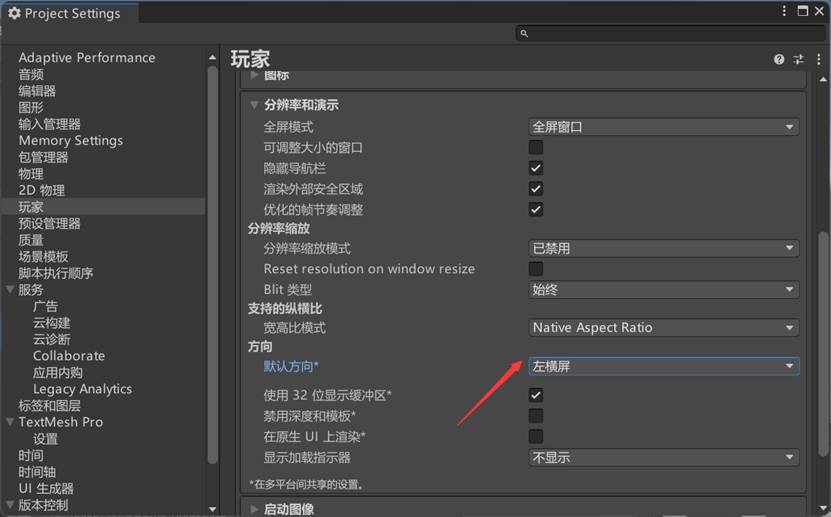 Project Settings
Adaptive Performance
音频
编辑器
图形
输入管理器
Memory Settings
包管理器
物理
2D 物理
玩家
预设管理器
质量
场景模板
脚本执行顺序
服务
广告
云构建
云诊断
Collaborate
应用内购
Legacy Analytics
标签和图层
TextMesh Pro
设置
时间
时间轴
UI 生成器
版本控制
玩家
图标
分辨率和演示
全屏模式 全屏窗口
可调整大小的窗口
隐藏导航栏
渲染外部安全区域
优化的帧节奏调整
分辨率缩放
分辨率缩放模式 已禁用
Reset resolution on window resize
Blit 类型 始终
支持的纵横比
宽高比模式 Native Aspect Ratio
方向
默认方向* 左横屏
使用 32 位显示缓冲区*
禁用深度和模板*
在原生 UI 上渲染*
显示加载指示器 不显示
*在多平台间共享的设置。
启动图像